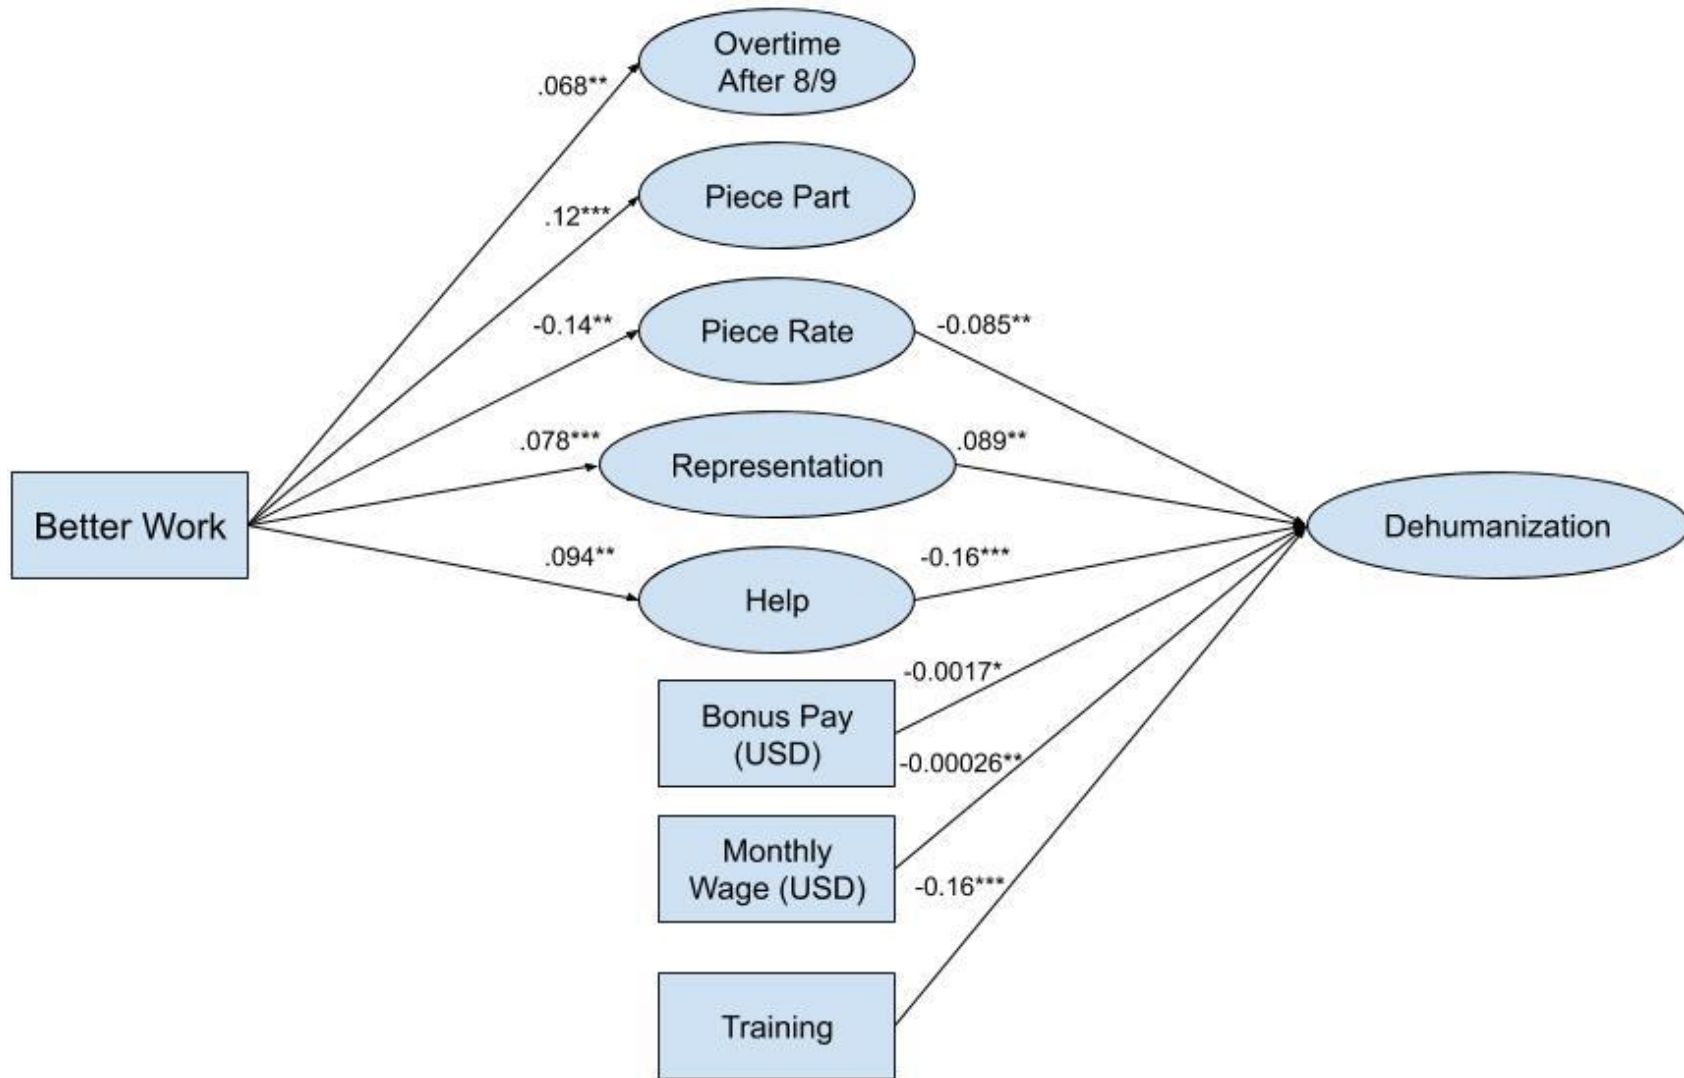 Overtime
After 8/9
.068**
Piece Part
.12***
Piece Rate
-0.14**
-0.085**
Representation
.078***
.089**
Better Work
Dehumanization
Help
.094**
-0.16***
Bonus Pay
(USD)
-0.0017*
Monthly
Wage (USD)
-0.00026**
Training
-0.16***